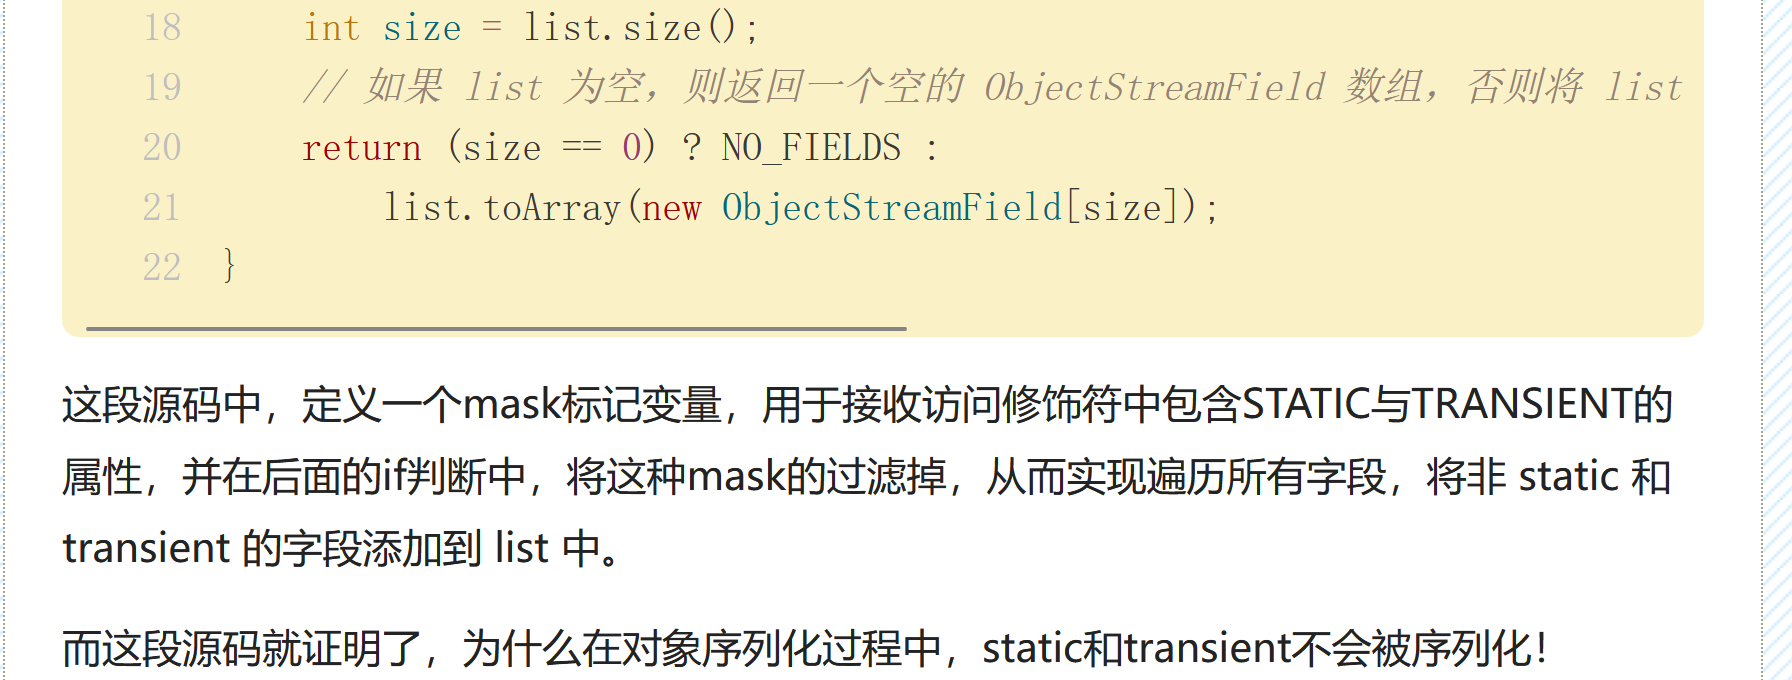 18 int size = list.size();
19 // 如果 list 为空，则返回一个空的 ObjectStreamField 数组，否则将 list
20 return (size == 0) ? NO_FIELDS :
21 list.toArray(new ObjectStreamField[size]);
22 }
这段源码中，定义一个mask标记变量，用于接收访问修饰符中包含STATIC与TRANSIENT的
属性，并在后面的if判断中，将这种mask的过滤掉，从而实现遍历所有字段，将非 static 和
transient 的字段添加到 list 中。
而这段源码就证明了，为什么在对象序列化过程中，static和transient不会被序列化！